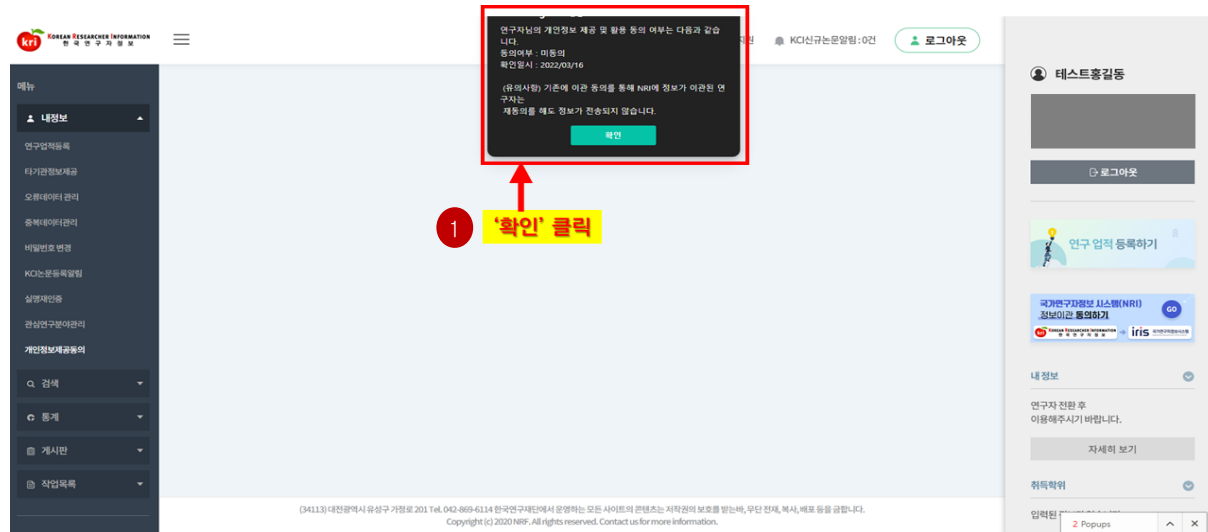 kri KOREAN RESEARCHER INFORMATION
한 국 연 구 자 정 보
KCI신규논문알림:0건
로그아웃
메뉴
내정보
연구업적등록
타기관정보제공
오류데이터 관리
중복데이터관리
비밀번호 변경
KCI논문등록알림
실명재인증
관심연구분야관리
개인정보제공동의
검색
통계
게시판
작업목록
연구자님의 개인정보 제공 및 활용 동의 여부는 다음과 같습
니다.
동의여부 : 미동의
확인일시 : 2022/03/16
(유의사항) 기존에 이관 동의를 통해 NRI에 정보가 이관된 연
구자는
재동의를 해도 정보가 전송되지 않습니다.
확인
1 ‘확인’ 클릭
테스트홍길동
로그아웃
연구 업적 등록하기
국가연구자정보 시스템(NRI)
정보이관 동의하기
GO
kri KOREAN RESEARCHER INFORMATION
한 국 연 구 자 정 보
iris
내정보
연구자 전환 후
이용해주시기 바랍니다.
자세히 보기
취득학위
입력된
2 Popups
(34113) 대전광역시 유성구 가정로 201 Tel. 042-869-6114 한국연구재단에서 운영하는 모든 사이트의 콘텐츠는 저작권의 보호를 받는바, 무단 전재, 복사, 배포 등을 금합니다.
Copyright (c) 2020 NRF. All rights reserved. Contact us for more information.